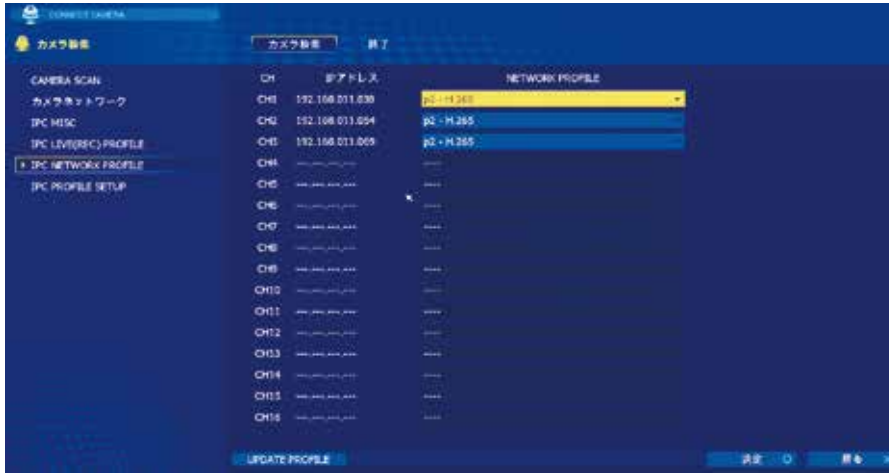 CONNECT CAMERA
カメラ設定
カメラ検索 終了
CAMERA SCAN
カメラネットワーク
IPC MISC
IPC LIVE(REC) PROFILE
IPC NETWORK PROFILE
IPC PROFILE SETUP
CH IPアドレス NETWORK PROFILE
CH1 192.168.011.038 p2 - H.265
CH2 192.168.011.054 p2 - H.265
CH3 192.168.011.069 p2 - H.265
CH4 ---.---.---.--- ----
CH5 ---.---.---.--- ----
CH6 ---.---.---.--- ----
CH7 ---.---.---.--- ----
CH8 ---.---.---.--- ----
CH9 ---.---.---.--- ----
CH10 ---.---.---.--- ----
CH11 ---.---.---.--- ----
CH12 ---.---.---.--- ----
CH13 ---.---.---.--- ----
CH14 ---.---.---.--- ----
CH15 ---.---.---.--- ----
CH16 ---.---.---.--- ----
UPDATE PROFILE 決定 戻る